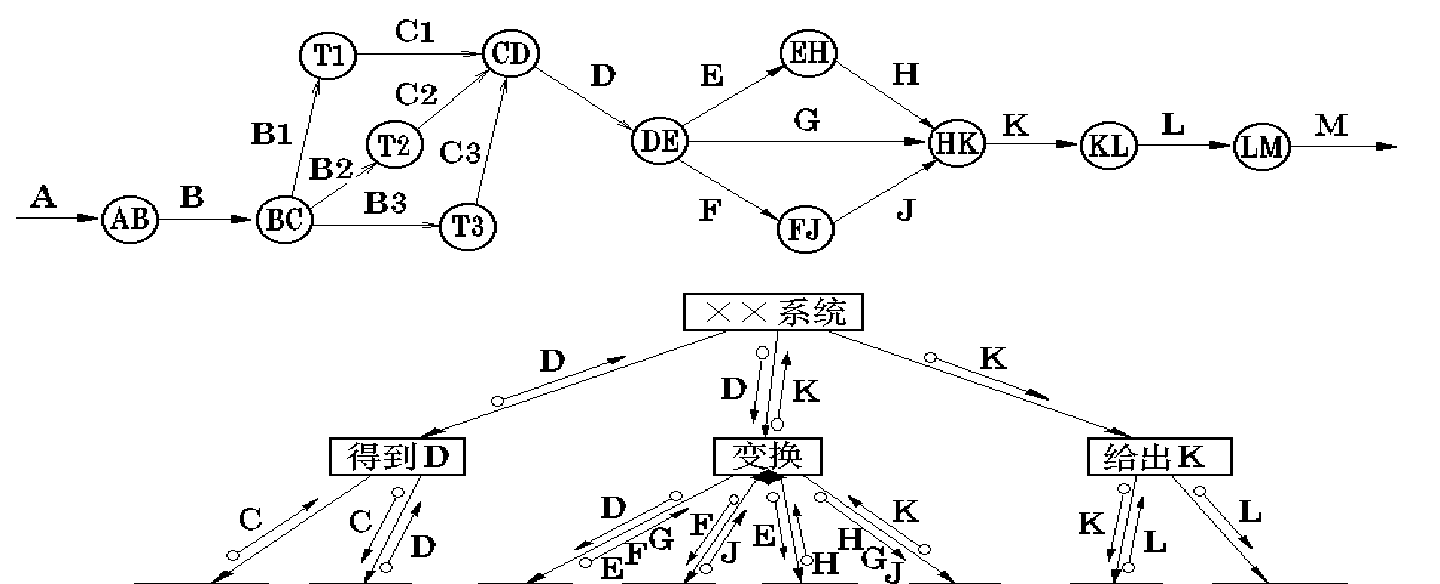 C1
T1 CD EH
D E H
C2
G
B1 T2 C3 DE HK K KL L LM M
B2
A AB B BC B3 T3 F FJ J
××系统
D D K K
得到D 变换 给出K
C C D D E F G F J E H H G J K K L L